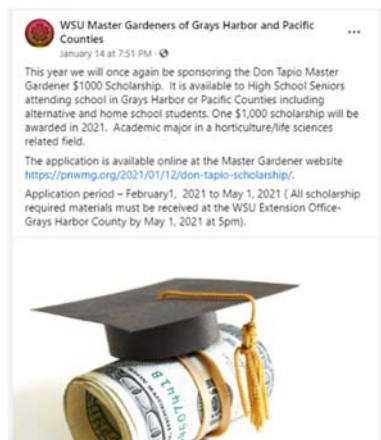 WSU Master Gardeners of Grays Harbor and Pacific
Counties
January 14 at 7:51 PM ·
This year we will once again be sponsoring the Don Tapio Master
Gardener $1000 Scholarship. It is available to High School Seniors
attending school in Grays Harbor or Pacific Counties including
alternative and home school students. One $1,000 scholarship will be
awarded in 2021. Academic major in a horticulture/life sciences
related field.
The application is available online at the Master Gardener website
https://pnwmg.org/2021/01/12/don-tapio-scholarship/.
Application period – February1, 2021 to May 1, 2021 ( All scholarship
required materials must be received at the WSU Extension Office-
Grays Harbor County by May 1, 2021 at 5pm).